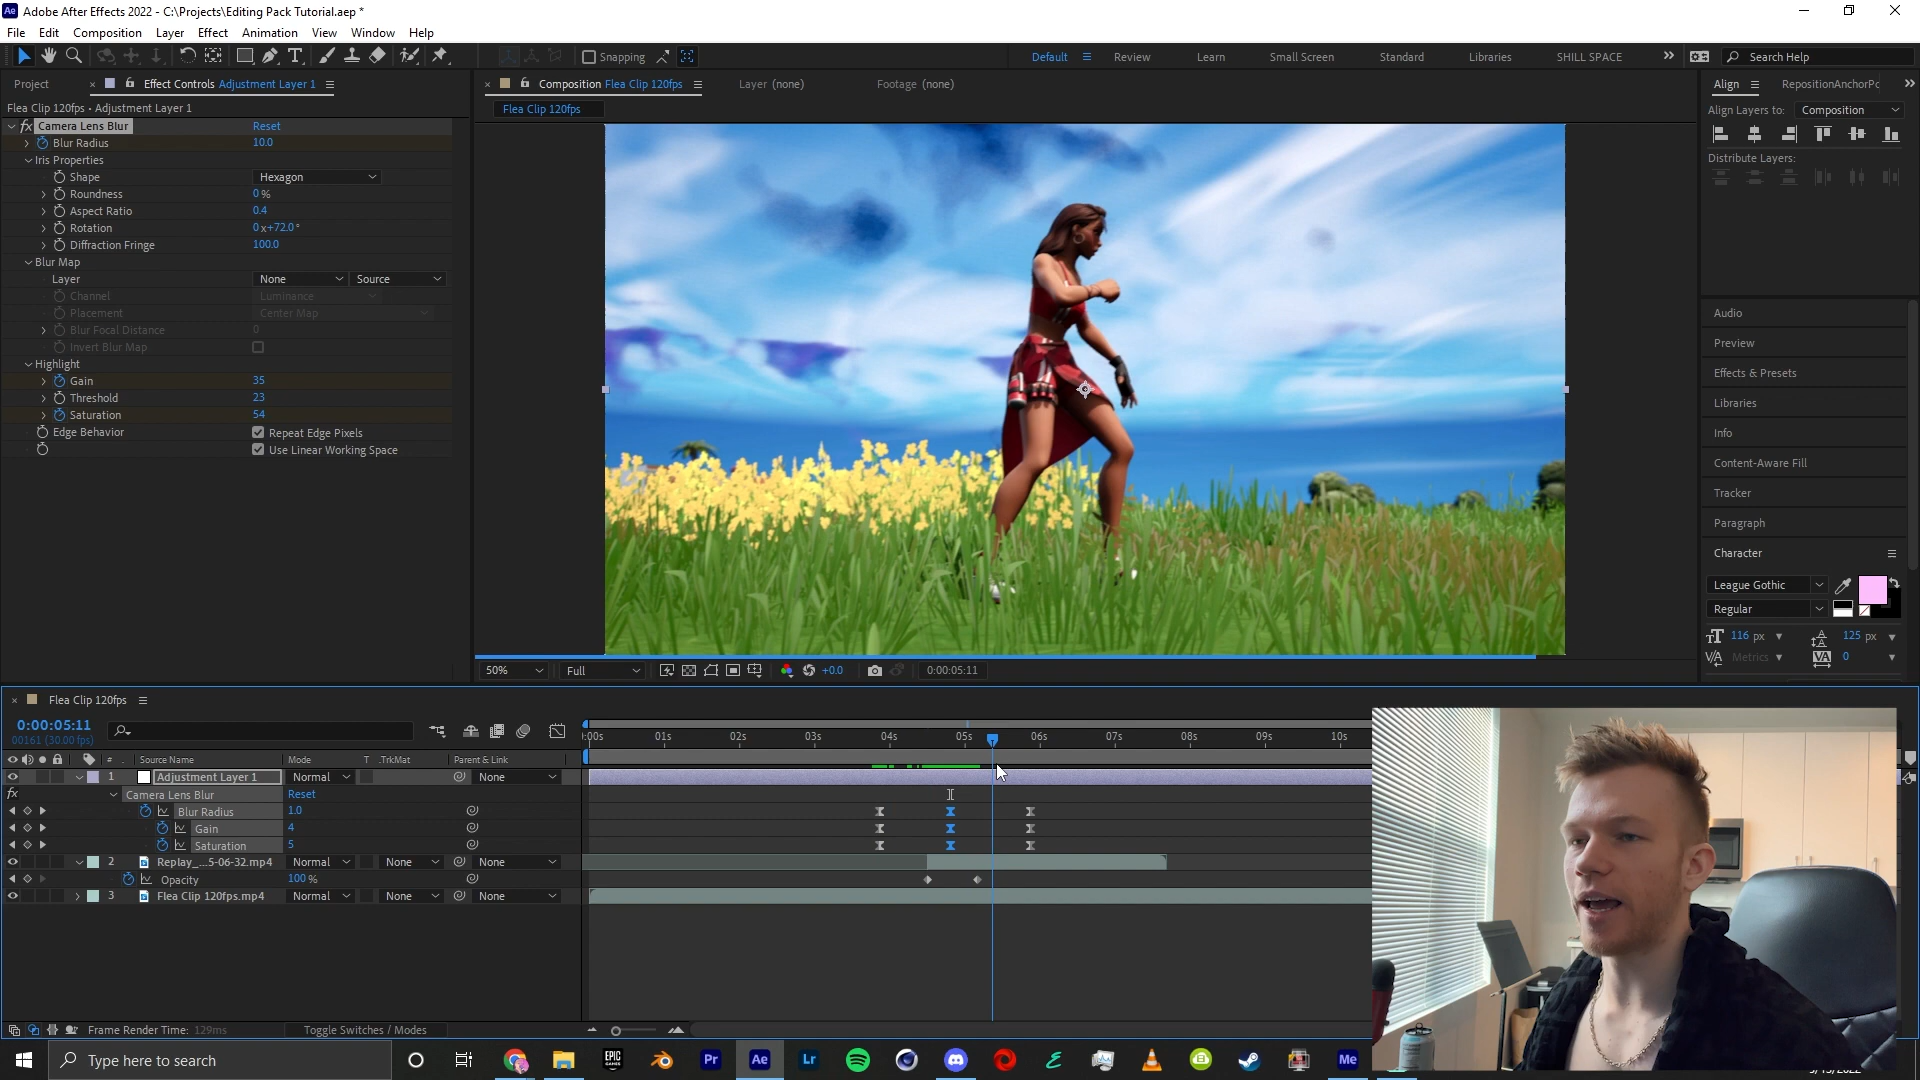 Ae Adobe After Effects 2022 - C:\Projects\Editing Pack Tutorial.aep *
File Edit Composition Layer Effect Animation View Window Help
Snapping Default Review Learn Small Screen Standard Libraries SHILL SPACE Search Help
Project Effect Controls Adjustment Layer 1 Composition Flea Clip 120fps Layer (none) Footage (none) Align RepositionAnchorPo
Flea Clip 120fps • Adjustment Layer 1 Flea Clip 120fps Align Layers to: Composition
fx Camera Lens Blur Reset
Blur Radius 10.0
Iris Properties Distribute Layers:
Shape Hexagon
Roundness 0 %
Aspect Ratio 0.4
Rotation 0 x+72.0°
Diffraction Fringe 100.0
Blur Map
Layer None Source
Channel Luminance
Placement Center Map
Blur Focal Distance 0
Invert Blur Map
Highlight
Gain 35
Threshold 23
Saturation 54
Edge Behavior Repeat Edge Pixels
Use Linear Working Space
Audio
Preview
Effects & Presets
Libraries
Info
Content-Aware Fill
Tracker
Paragraph
Character
League Gothic
Regular
116 px 125 px
Metrics 0
50% Full +0.0 0:00:05:11
Flea Clip 120fps
0:00:05:11
00161 (30.00 fps)
:00s 01s 02s 03s 04s 05s 06s 07s 08s 09s 10s
# Source Name Mode T .TrkMat Parent & Link
1 Adjustment Layer 1 Normal None
fx Camera Lens Blur Reset
Blur Radius 1.0
Gain 4
Saturation 5
2 Replay_...5-06-32.mp4 Normal None None
Opacity 100 %
3 Flea Clip 120fps.mp4 Normal None None
Frame Render Time: 129ms Toggle Switches / Modes
Type here to search EPIC GAMES Pr Ae Lr Me